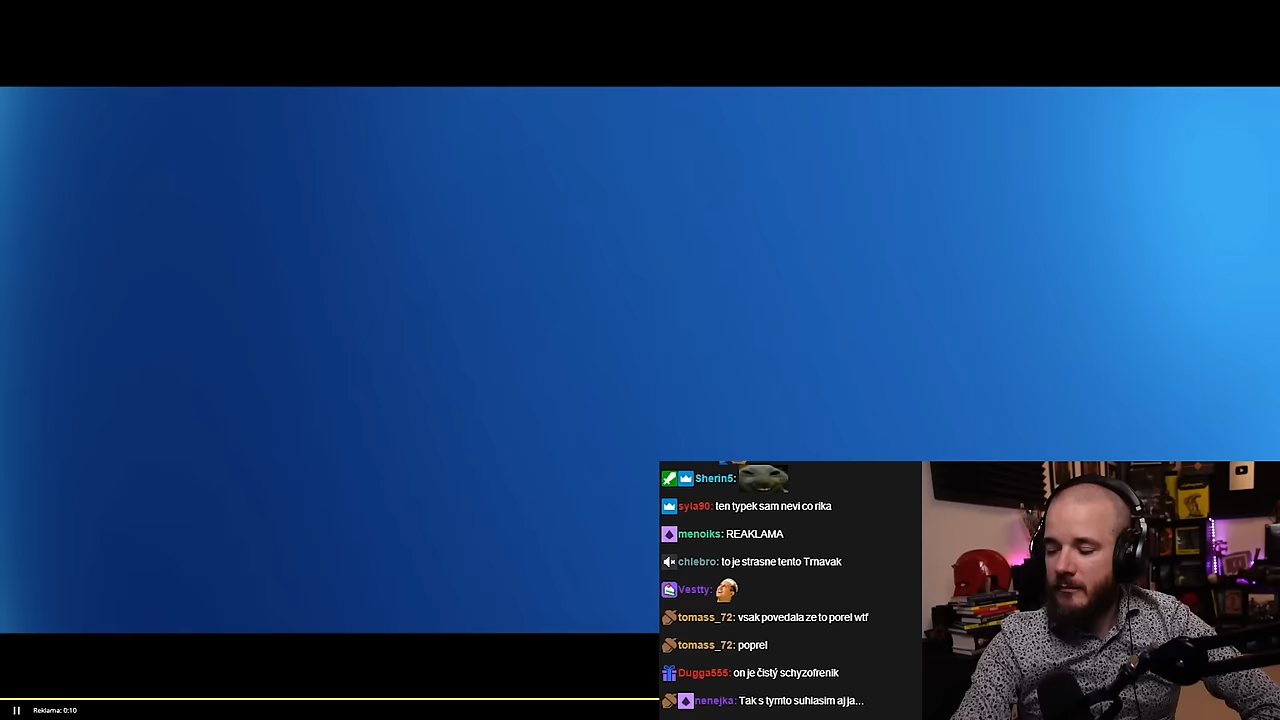 Sherin5:
syla90: ten typek sam nevi co rika
menoiks: REAKLAMA
chlebro: to je strasne tento Trnavak
Vestty:
tomass_72: vsak povedala ze to porel wtf
tomass_72: poprel
Dugga555: on je čistý schyzofrenik
nenejka: Tak s tymto suhlasim aj ja...
Reklama: 0:10